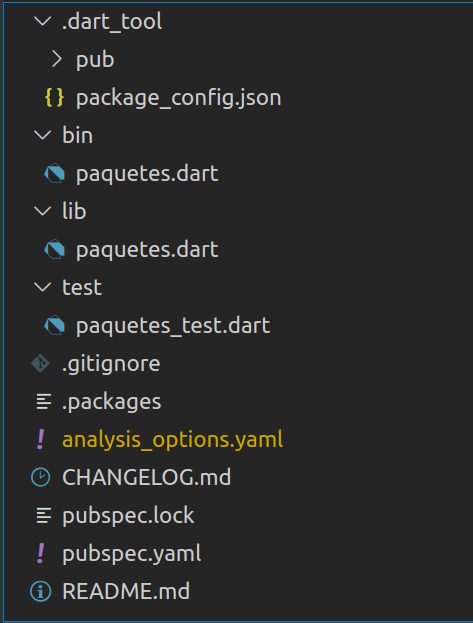 .dart_tool
pub
{} package_config.json
bin
paquetes.dart
lib
paquetes.dart
test
paquetes_test.dart
.gitignore
.packages
! analysis_options.yaml
CHANGELOG.md
pubspec.lock
! pubspec.yaml
README.md